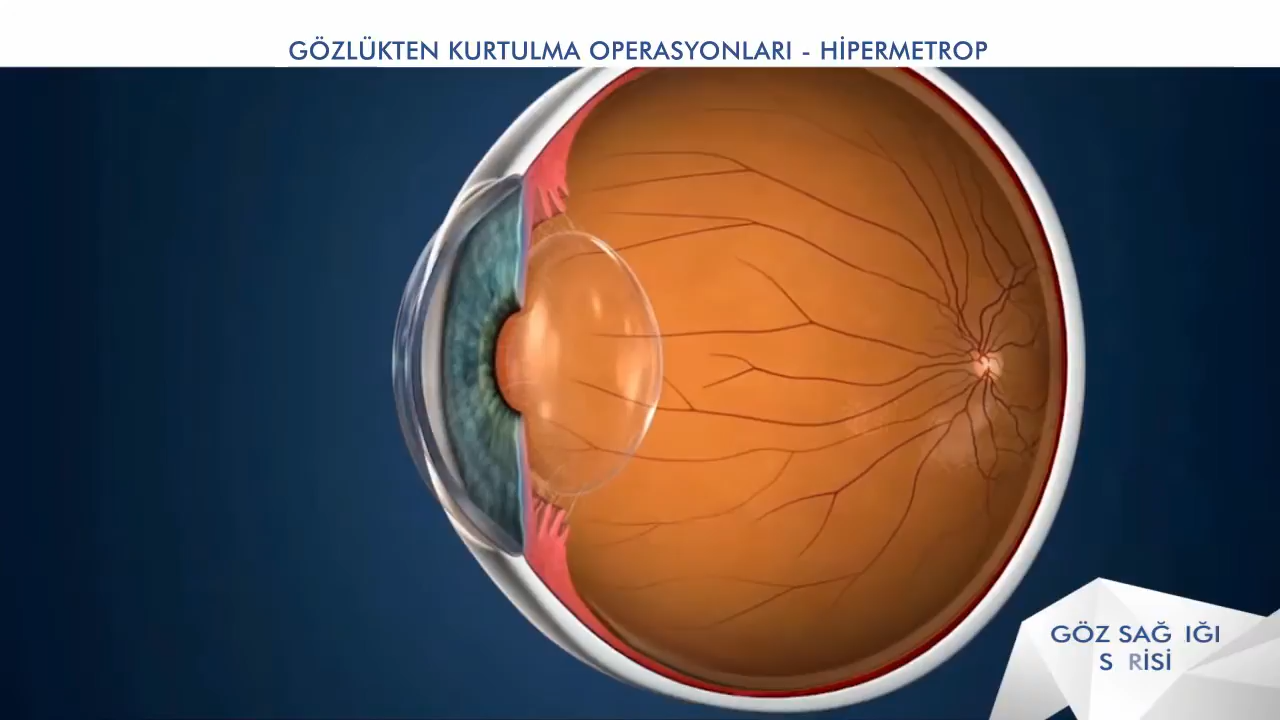 GÖZLÜKTEN KURTULMA OPERASYONLARI - HİPERMETROP
GÖZ SAĞ IĞI
S RİSİ